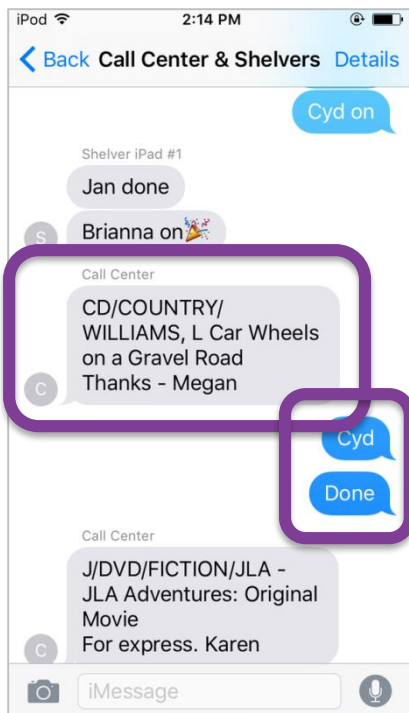 iPod 2:14 PM
Back Call Center & Shelvers Details
Cyd on
Shelver iPad #1
Jan done
S
Brianna on🎉
Call Center
CD/COUNTRY/
WILLIAMS, L Car Wheels
on a Gravel Road
Thanks - Megan
C
Cyd
Done
Call Center
J/DVD/FICTION/JLA -
JLA Adventures: Original
Movie
For express. Karen
C
iMessage